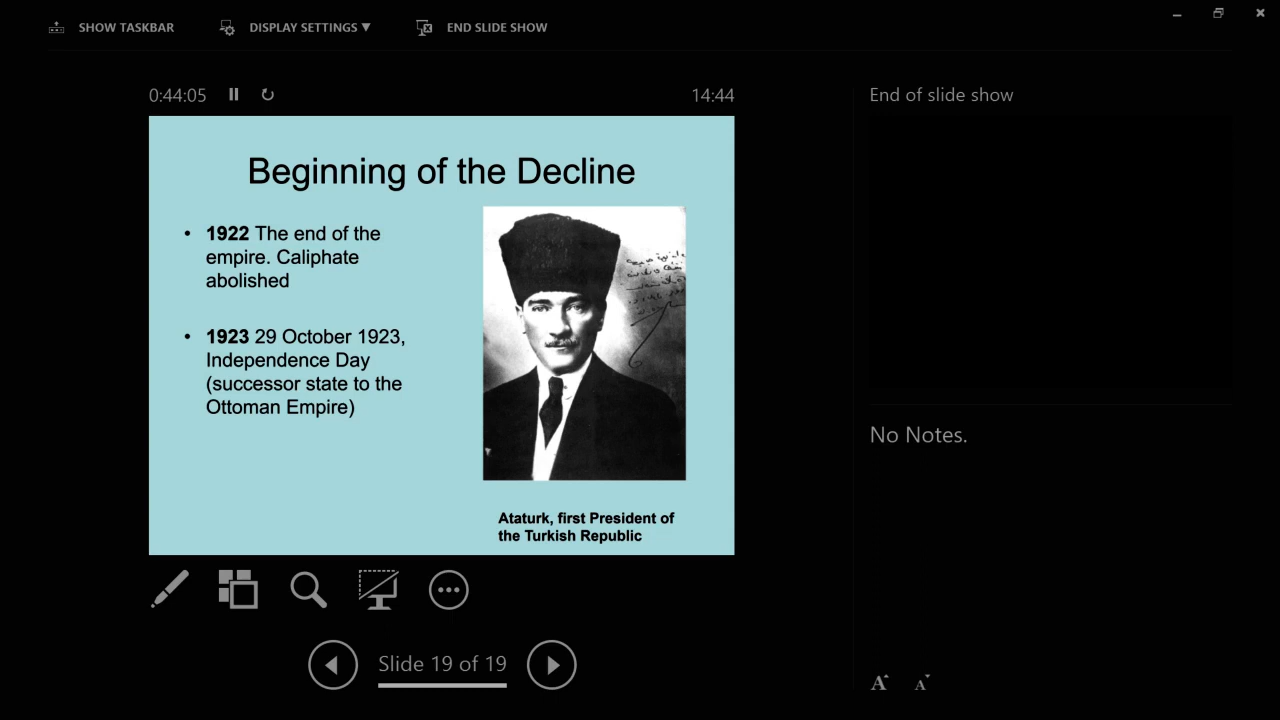 SHOW TASKBAR
DISPLAY SETTINGS ▼
END SLIDE SHOW
0:44:05
14:44
End of slide show
Beginning of the Decline
• 1922 The end of the
empire. Caliphate
abolished
• 1923 29 October 1923,
Independence Day
(successor state to the
Ottoman Empire)
Ataturk, first President of
the Turkish Republic
No Notes.
Slide 19 of 19
A A